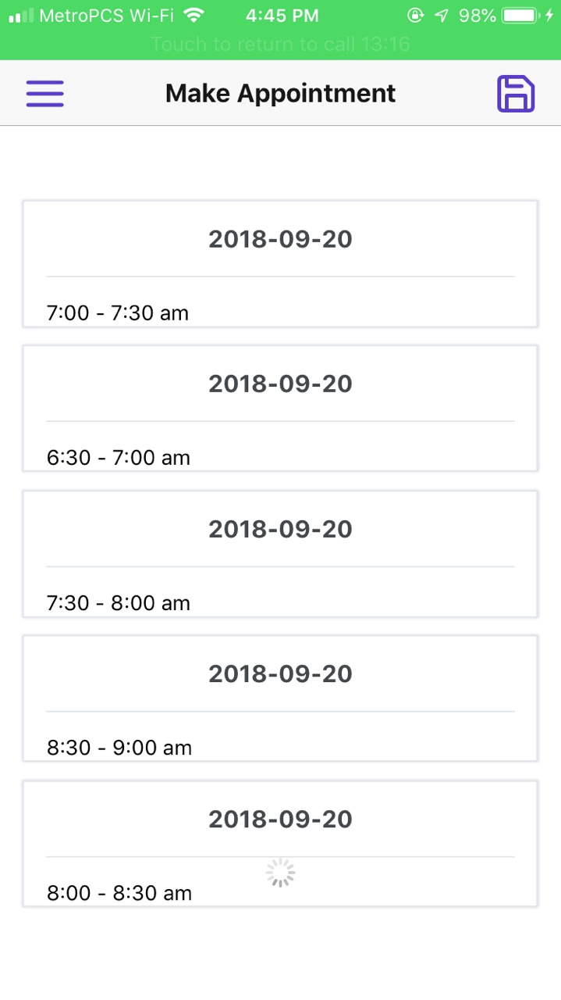 MetroPCS Wi-Fi 4:45 PM 98%
Touch to return to call 13:16
Make Appointment
2018-09-20
7:00 - 7:30 am
2018-09-20
6:30 - 7:00 am
2018-09-20
7:30 - 8:00 am
2018-09-20
8:30 - 9:00 am
2018-09-20
8:00 - 8:30 am